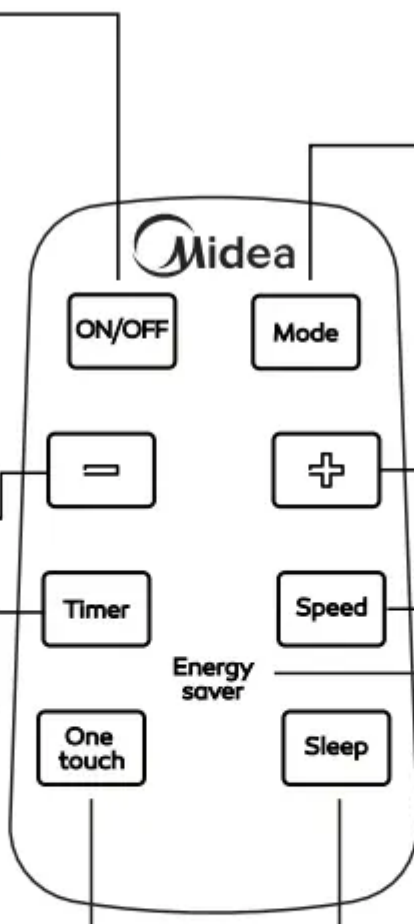 Midea
ON/OFF
Mode
-
+
Timer
Speed
Energy
saver
One
touch
Sleep